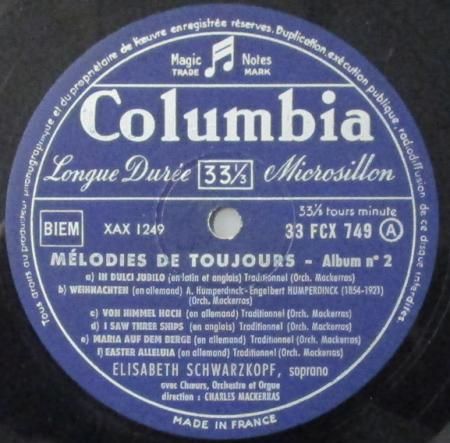 Tous droits du producteur phonographique et du propriétaire de l'œuvre enregistrée réservés. Duplication, exécution publique, radiodiffusion de ce disque interdites.
Magic Notes
TRADE MARK
Columbia
Longue Durée 33⅓ Microsillon
33⅓ tours minute
BIEM XAX 1249 33 FCX 749 A
MÉLODIES DE TOUJOURS - Album n° 2
a) IN DULCI JUBILO (en latin et anglais) Traditionnel (Orch. Mackerras)
b) WEIHNACHTEN (en allemand) A. Humperdinck-Engelbert HUMPERDINCK (1854-1921)
(Orch. Mackerras)
c) VON HIMMEL HOCH (en allemand) Traditionnel (Orch. Mackerras)
d) I SAW THREE SHIPS (en anglais) Traditionnel (Orch. Mackerras)
e) MARIA AUF DEM BERGE (en allemand) Traditionnel (Orch. Mackerras)
f) EASTER ALLELUIA (en allemand) Traditionnel (Orch. Mackerras)
ELISABETH SCHWARZKOPF, soprano
avec Chœurs, Orchestre et Orgue
direction : CHARLES MACKERRAS
MADE IN FRANCE